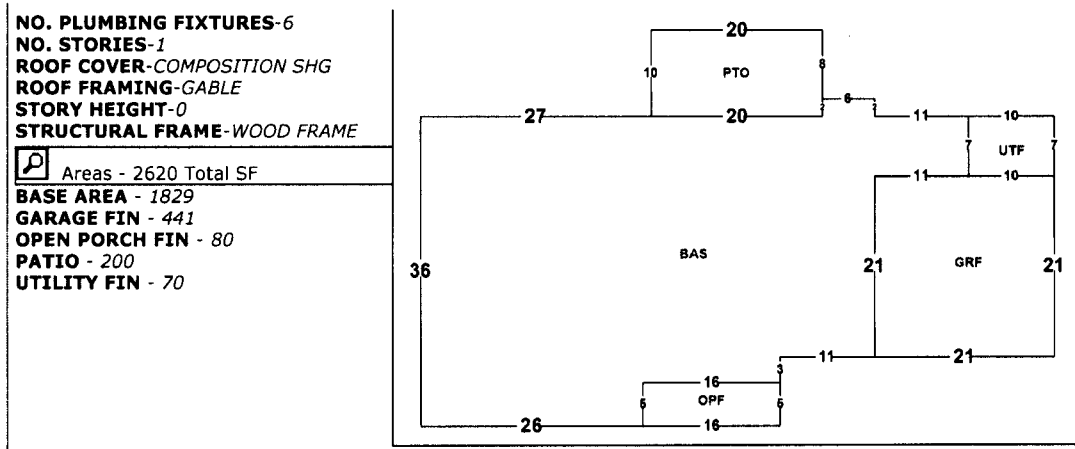 NO. PLUMBING FIXTURES-6
NO. STORIES-1
ROOF COVER-COMPOSITION SHG
ROOF FRAMING-GABLE
STORY HEIGHT-0
STRUCTURAL FRAME-WOOD FRAME
Areas - 2620 Total SF
BASE AREA - 1829
GARAGE FIN - 441
OPEN PORCH FIN - 80
PATIO - 200
UTILITY FIN - 70
20
10
PTO
8
6
27
20
2
2
11
10
7
UTF
7
11
10
36
BAS
21
GRF
21
11
21
3
16
5
OPF
5
26
16